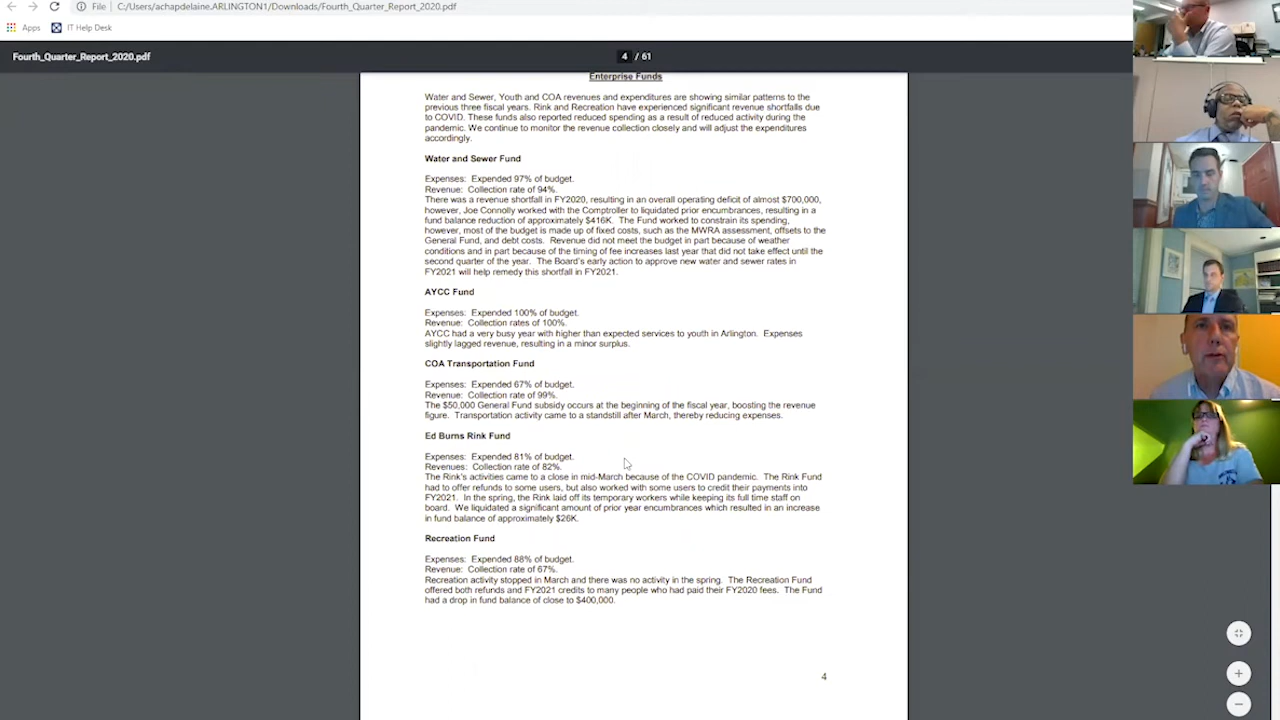 File | C:/Users/achapdelaine.ARLINGTON1/Downloads/Fourth_Quarter_Report_2020.pdf
Apps IT Help Desk
Fourth_Quarter_Report_2020.pdf 4 / 61
Enterprise Funds
Water and Sewer, Youth and COA revenues and expenditures are showing similar patterns to the
previous three fiscal years. Rink and Recreation have experienced significant revenue shortfalls due
to COVID. These funds also reported reduced spending as a result of reduced activity during the
pandemic. We continue to monitor the revenue collection closely and will adjust the expenditures
accordingly.
Water and Sewer Fund
Expenses: Expended 97% of budget.
Revenue: Collection rate of 94%.
There was a revenue shortfall in FY2020, resulting in an overall operating deficit of almost $700,000,
however, Joe Connolly worked with the Comptroller to liquidated prior encumbrances, resulting in a
fund balance reduction of approximately $416K. The Fund worked to constrain its spending,
however, most of the budget is made up of fixed costs, such as the MWRA assessment, offsets to the
General Fund, and debt costs. Revenue did not meet the budget in part because of weather
conditions and in part because of the timing of fee increases last year that did not take effect until the
second quarter of the year. The Board's early action to approve new water and sewer rates in
FY2021 will help remedy this shortfall in FY2021.
AYCC Fund
Expenses: Expended 100% of budget.
Revenue: Collection rates of 100%.
AYCC had a very busy year with higher than expected services to youth in Arlington. Expenses
slightly lagged revenue, resulting in a minor surplus.
COA Transportation Fund
Expenses: Expended 67% of budget.
Revenue: Collection rate of 99%.
The $50,000 General Fund subsidy occurs at the beginning of the fiscal year, boosting the revenue
figure. Transportation activity came to a standstill after March, thereby reducing expenses.
Ed Burns Rink Fund
Expenses: Expended 81% of budget.
Revenues: Collection rate of 82%.
The Rink's activities came to a close in mid-March because of the COVID pandemic. The Rink Fund
had to offer refunds to some users, but also worked with some users to credit their payments into
FY2021. In the spring, the Rink laid off its temporary workers while keeping its full time staff on
board. We liquidated a significant amount of prior year encumbrances which resulted in an increase
in fund balance of approximately $26K.
Recreation Fund
Expenses: Expended 88% of budget.
Revenue: Collection rate of 67%.
Recreation activity stopped in March and there was no activity in the spring. The Recreation Fund
offered both refunds and FY2021 credits to many people who had paid their FY2020 fees. The Fund
had a drop in fund balance of close to $400,000.
4